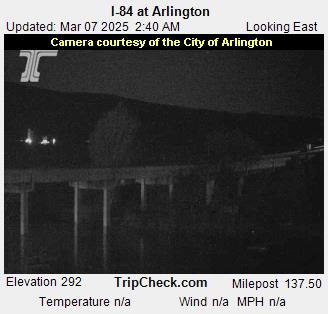 I-84 at Arlington
Updated: Mar 07 2025 2:40 AM Looking East
Camera courtesy of the City of Arlington
Elevation 292 TripCheck.com Milepost 137.50
Temperature n/a Wind n/a MPH n/a